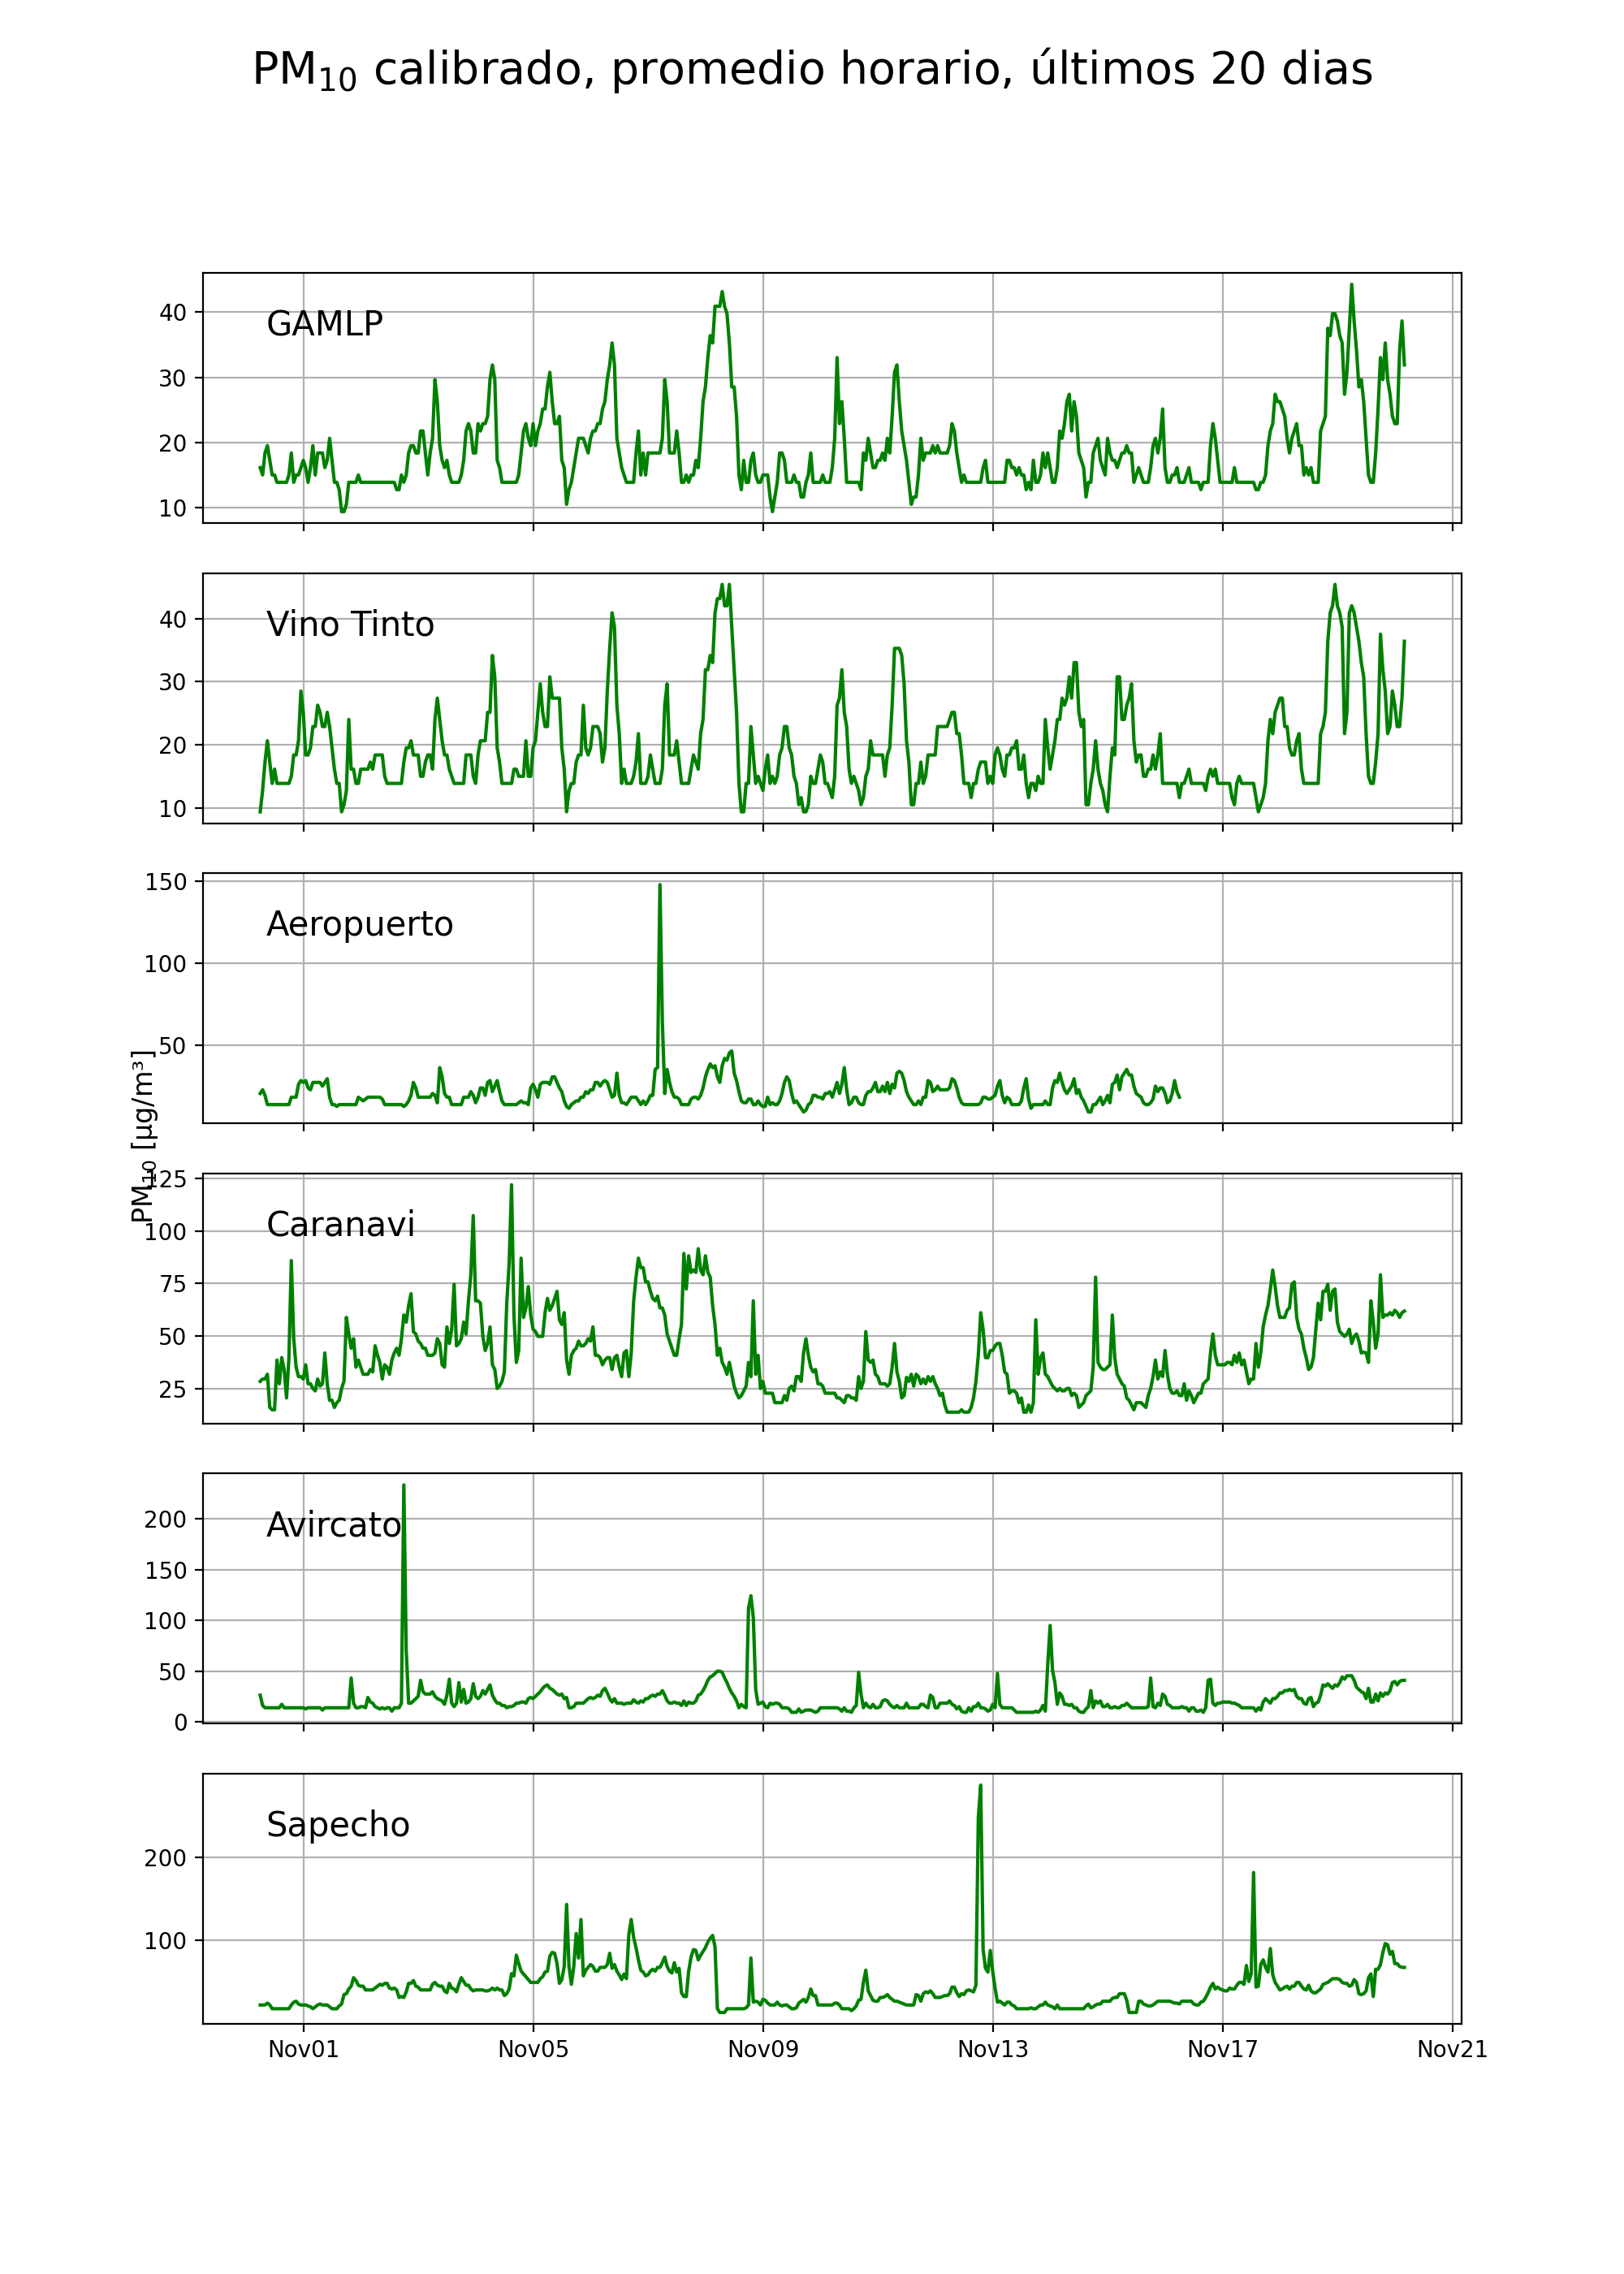 PM₁₀ calibrado, promedio horario, últimos 20 dias
GAMLP
40
30
20
10
Vino Tinto
40
30
20
10
Aeropuerto
150
100
50
PM₁₀ [µg/m³]
Caranavi
125
100
75
50
25
Avircato
200
150
100
50
0
Sapecho
200
100
Nov01 Nov05 Nov09 Nov13 Nov17 Nov21